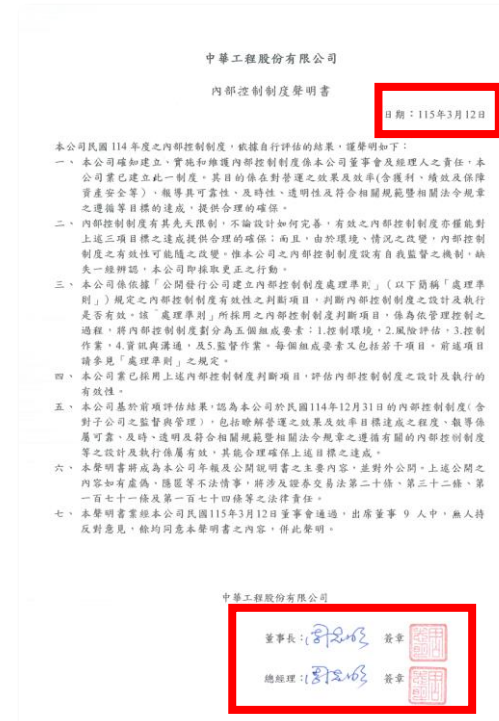 中華工程股份有限公司
內部控制制度聲明書
日期：115年3月12日
本公司民國 114 年度之內部控制制度，依據自行評估的結果，謹聲明如下：
一、 本公司確知建立、實施和維護內部控制制度係本公司董事會及經理人之責任，本
公司業已建立此一制度。其目的係在對營運之效果及效率(含獲利、績效及保障
資產安全等)、報導具可靠性、及時性、透明性及符合相關規範暨相關法令規章
之遵循等目標的達成，提供合理的確保。
二、 內部控制制度有其先天限制，不論設計如何完善，有效之內部控制制度亦僅能對
上述三項目標之達成提供合理的確保；而且，由於環境、情況之改變，內部控制
制度之有效性可能隨之改變。惟本公司之內部控制制度設有自我監督之機制，缺
失一經辨認，本公司即採取更正之行動。
三、 本公司係依據「公開發行公司建立內部控制制度處理準則」(以下簡稱「處理準
則」)規定之內部控制制度有效性之判斷項目，判斷內部控制制度之設計及執行
是否有效。該「處理準則」所採用之內部控制制度判斷項目，係為依管理控制之
過程，將內部控制制度劃分為五個組成要素：1.控制環境，2.風險評估，3.控制
作業，4.資訊與溝通，及5.監督作業。每個組成要素又包括若干項目。前述項目
請參見「處理準則」之規定。
四、 本公司業已採用上述內部控制制度判斷項目，評估內部控制制度之設計及執行的
有效性。
五、 本公司基於前項評估結果，認為本公司於民國114年12月31日的內部控制制度(含
對子公司之監督與管理)，包括瞭解營運之效果及效率目標達成之程度、報導係
屬可靠、及時、透明及符合相關規範暨相關法令規章之遵循有關的內部控制制度
等之設計及執行係屬有效，其能合理確保上述目標之達成。
六、 本聲明書將成為本公司年報及公開說明書之主要內容，並對外公開。上述公開之
內容如有虛偽、隱匿等不法情事，將涉及證券交易法第二十條、第三十二條、第
一百七十一條及第一百七十四條等之法律責任。
七、 本聲明書業經本公司民國115年3月12日董事會通過，出席董事 9 人中，無人持
反對意見，餘均同意本聲明書之內容，併此聲明。
中華工程股份有限公司
董事長： 簽章
總經理： 簽章